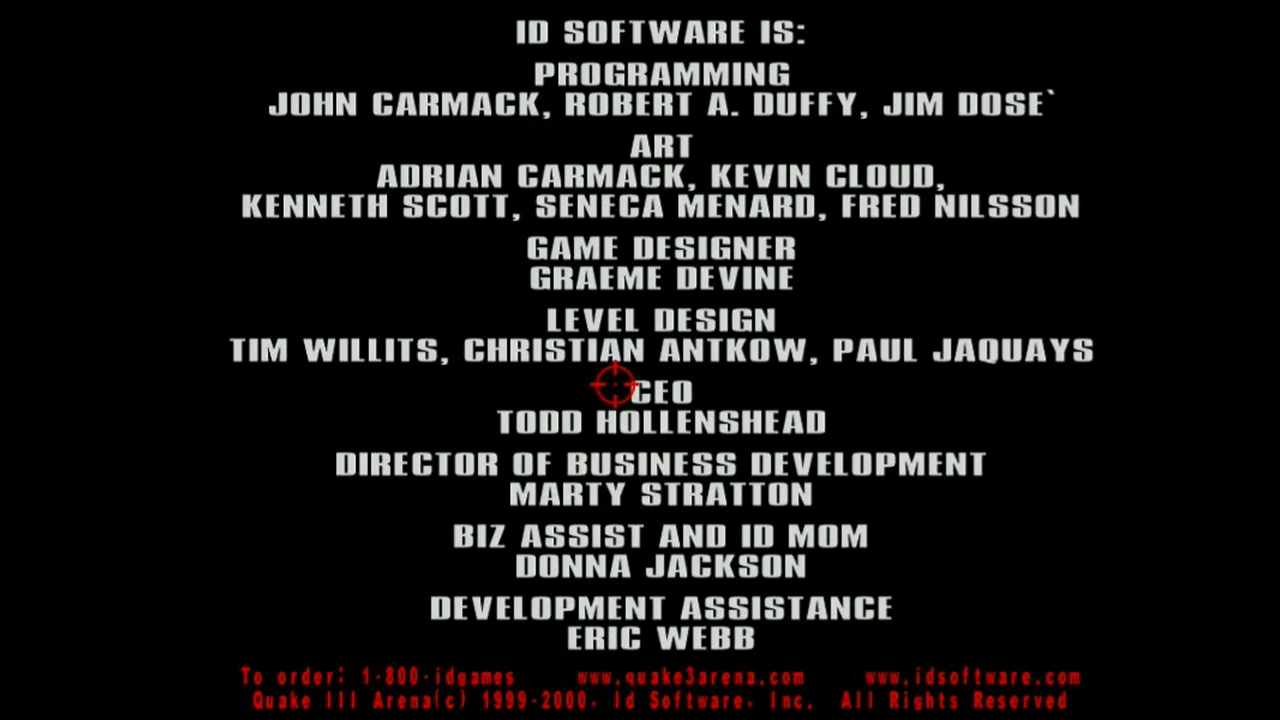 ID SOFTWARE IS:
PROGRAMMING
JOHN CARMACK, ROBERT A. DUFFY, JIM DOSE`
ART
ADRIAN CARMACK, KEVIN CLOUD,
KENNETH SCOTT, SENECA MENARD, FRED NILSSON
GAME DESIGNER
GRAEME DEVINE
LEVEL DESIGN
TIM WILLITS, CHRISTIAN ANTKOW, PAUL JAQUAYS
CEO
TODD HOLLENSHEAD
DIRECTOR OF BUSINESS DEVELOPMENT
MARTY STRATTON
BIZ ASSIST AND ID MOM
DONNA JACKSON
DEVELOPMENT ASSISTANCE
ERIC WEBB
To order: 1-800-idgames www.quake3arena.com www.idsoftware.com
Quake III Arena(c) 1999-2000, Id Software, Inc. All Rights Reserved